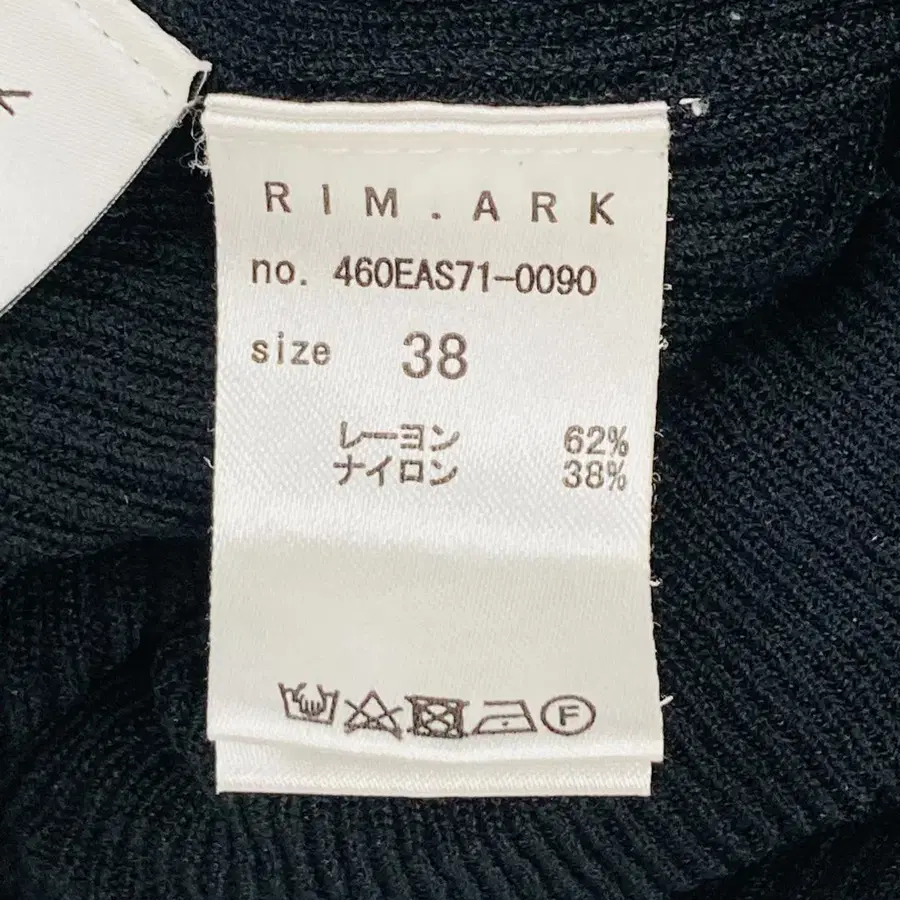 RIM.ARK
no. 460EAS71-0090
size 38
レーヨン 62%
ナイロン 38%
F